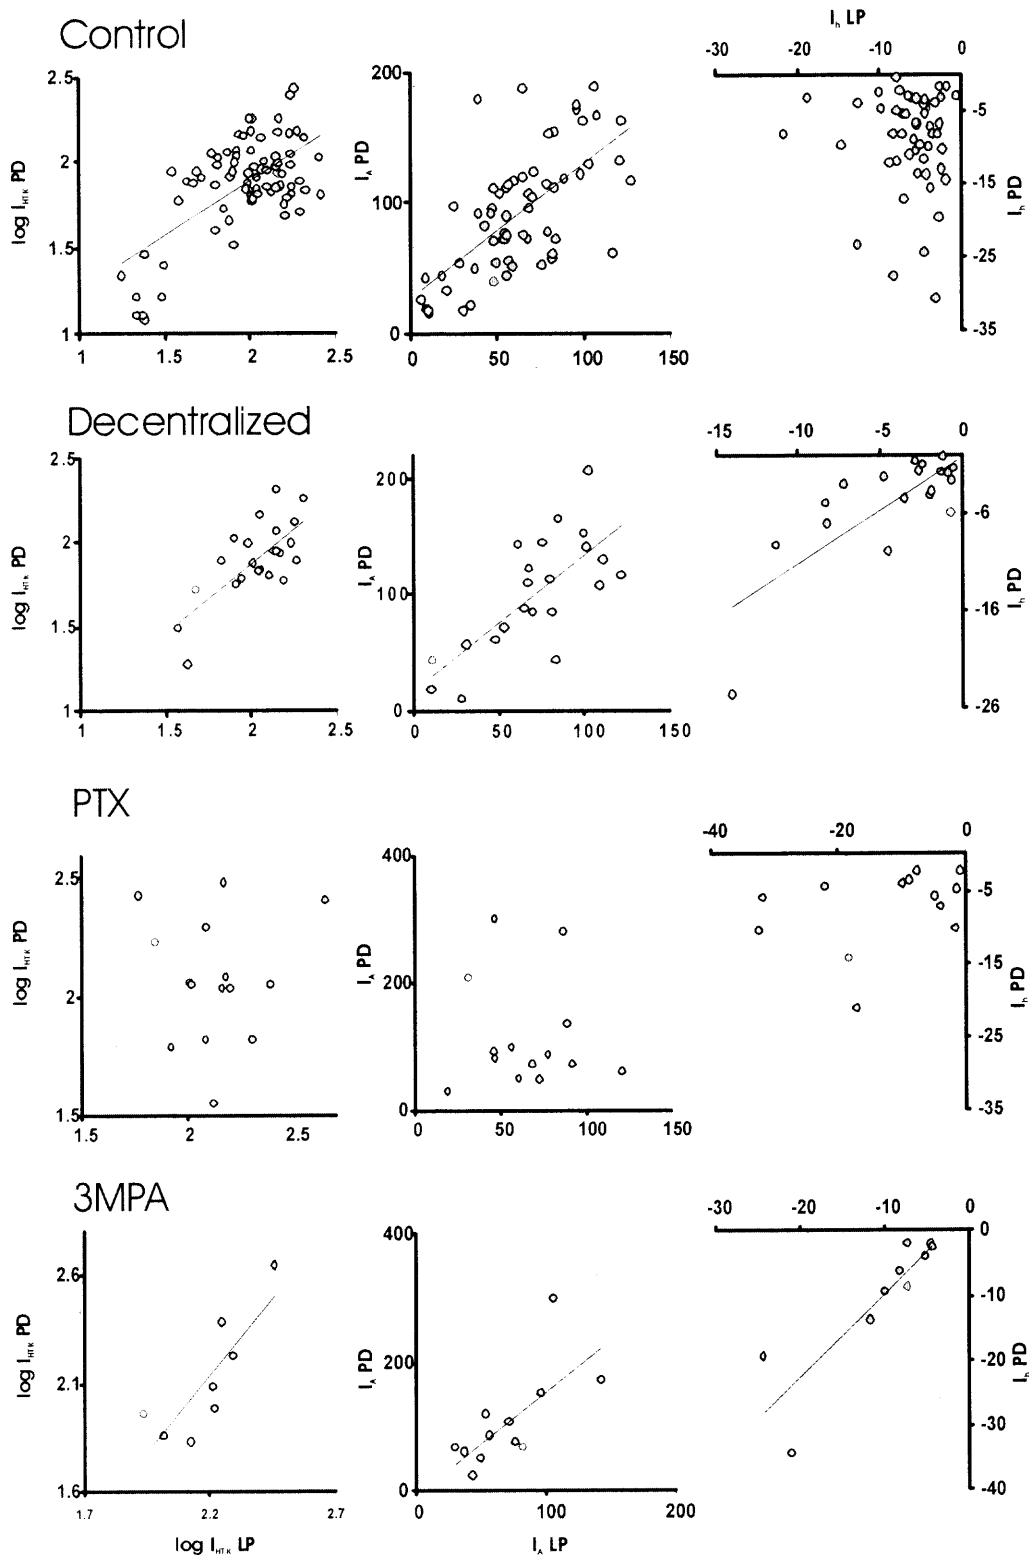 Control
I_h LP
-30 -20 -10 0
2.5
2
1.5
1
log I_HTK PD
1 1.5 2 2.5
200
100
0
I_A PD
0 50 100 150
-5
-15
-25
-35
I_h PD
Decentralized
2.5
2
1.5
1
log I_HTK PD
1 1.5 2 2.5
200
100
0
I_A PD
0 50 100 150
-15 -10 -5 0
-6
-16
-26
I_h PD
PTX
2.5
2
1.5
log I_HTK PD
1.5 2 2.5
400
200
0
I_A PD
0 50 100 150
-40 -20 0
-5
-15
-25
-35
I_h PD
3MPA
2.6
2.1
1.6
log I_HTK PD
1.7 2.2 2.7
log I_HTK LP
400
200
0
I_A PD
0 100 200
I_A LP
-30 -20 -10 0
0
-10
-20
-30
-40
I_h PD